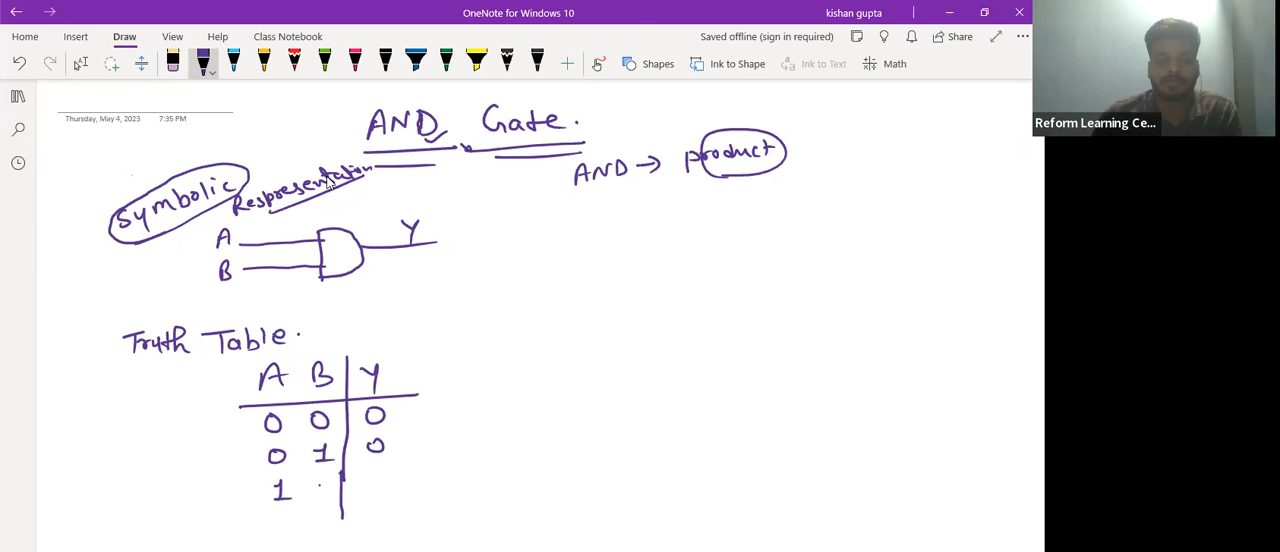 OneNote for Windows 10
kishan gupta
Home Insert Draw View Help Class Notebook
Saved offline (sign in required) Share
Shapes Ink to Shape Ink to Text Math
Thursday, May 4, 2023 7:35 PM
Reform Learning Ce...
AND Gate.
AND → product
Symbolic Respresentation
A Y
B
Truth Table.
A B Y
0 0 0
0 1 0
1